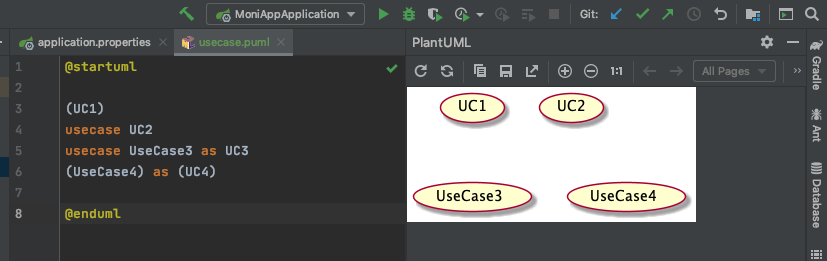 MoniAppApplication
Git:
application.properties
usecase.puml
PlantUML
1 @startuml
2
3 (UC1)
4 usecase UC2
5 usecase UseCase3 as UC3
6 (UseCase4) as (UC4)
7
8 @enduml
1:1
All Pages
»
UC1 UC2
UseCase3 UseCase4
Gradle
Ant
Database